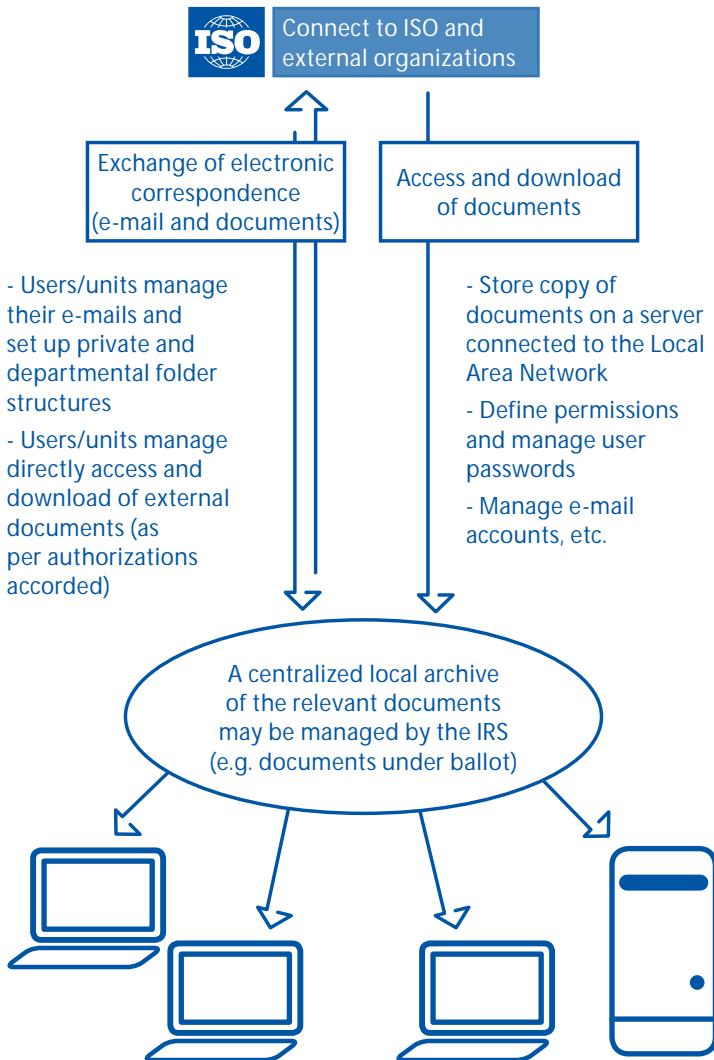 ISO
Connect to ISO and
external organizations
Exchange of electronic
correspondence
(e-mail and documents)
Access and download
of documents
- Users/units manage
their e-mails and
set up private and
departmental folder
structures
- Users/units manage
directly access and
download of external
documents (as
per authorizations
accorded)
- Store copy of
documents on a server
connected to the Local
Area Network
- Define permissions
and manage user
passwords
- Manage e-mail
accounts, etc.
A centralized local archive
of the relevant documents
may be managed by the IRS
(e.g. documents under ballot)